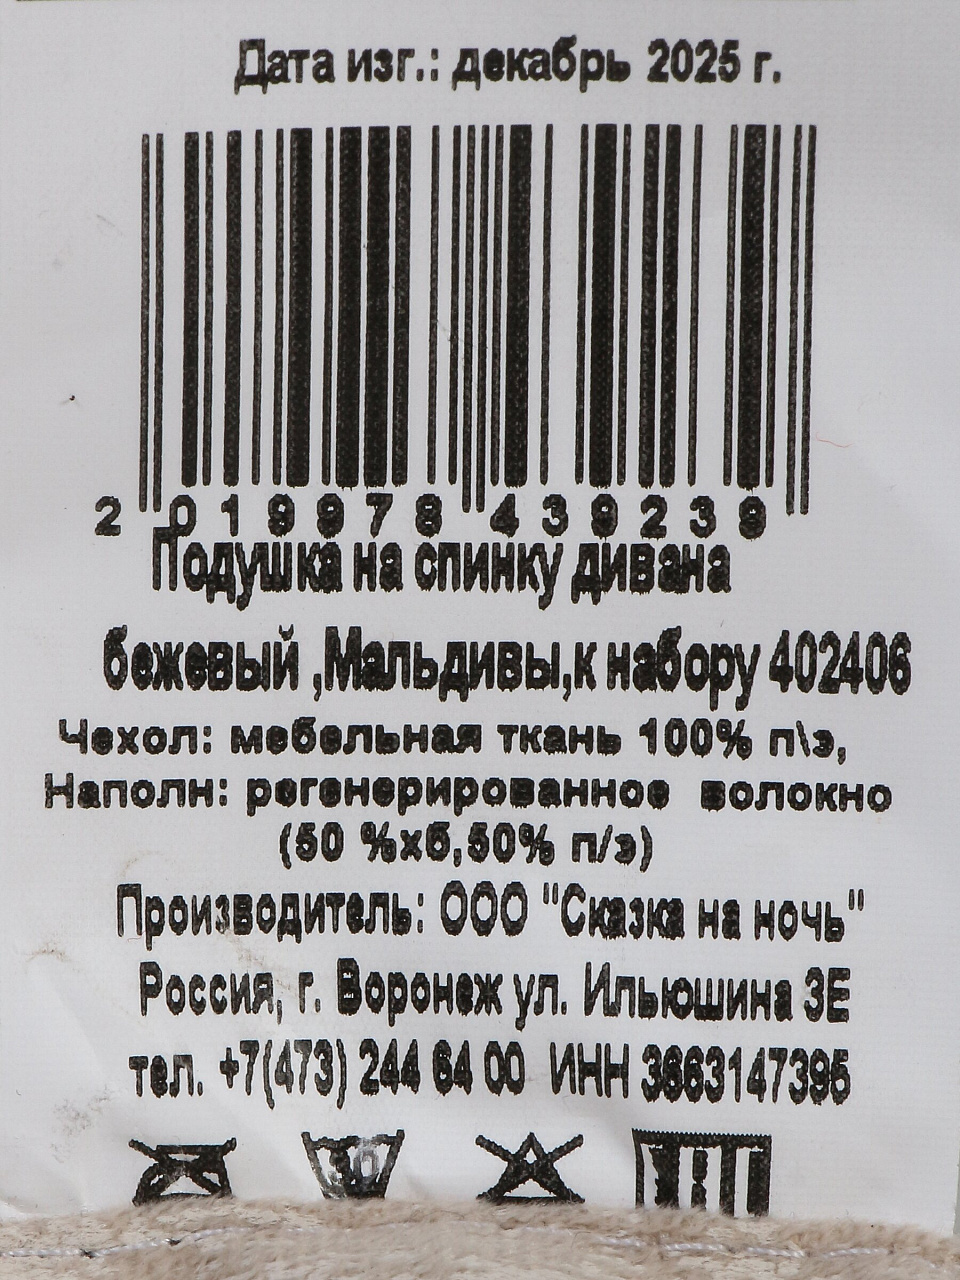 Дата изг.: декабрь 2025 г.
2 019978 439239
Подушка на спинку дивана
бежевый ,Мальдивы,к набору 402406
Чехол: мебельная ткань 100% п\э,
Наполн: регенерированное волокно
(50 %хб,50% п/э)
Производитель: ООО "Сказка на ночь"
Россия, г. Воронеж ул. Ильюшина 3Е
тел. +7(473) 244 64 00 ИНН 3663147395
30